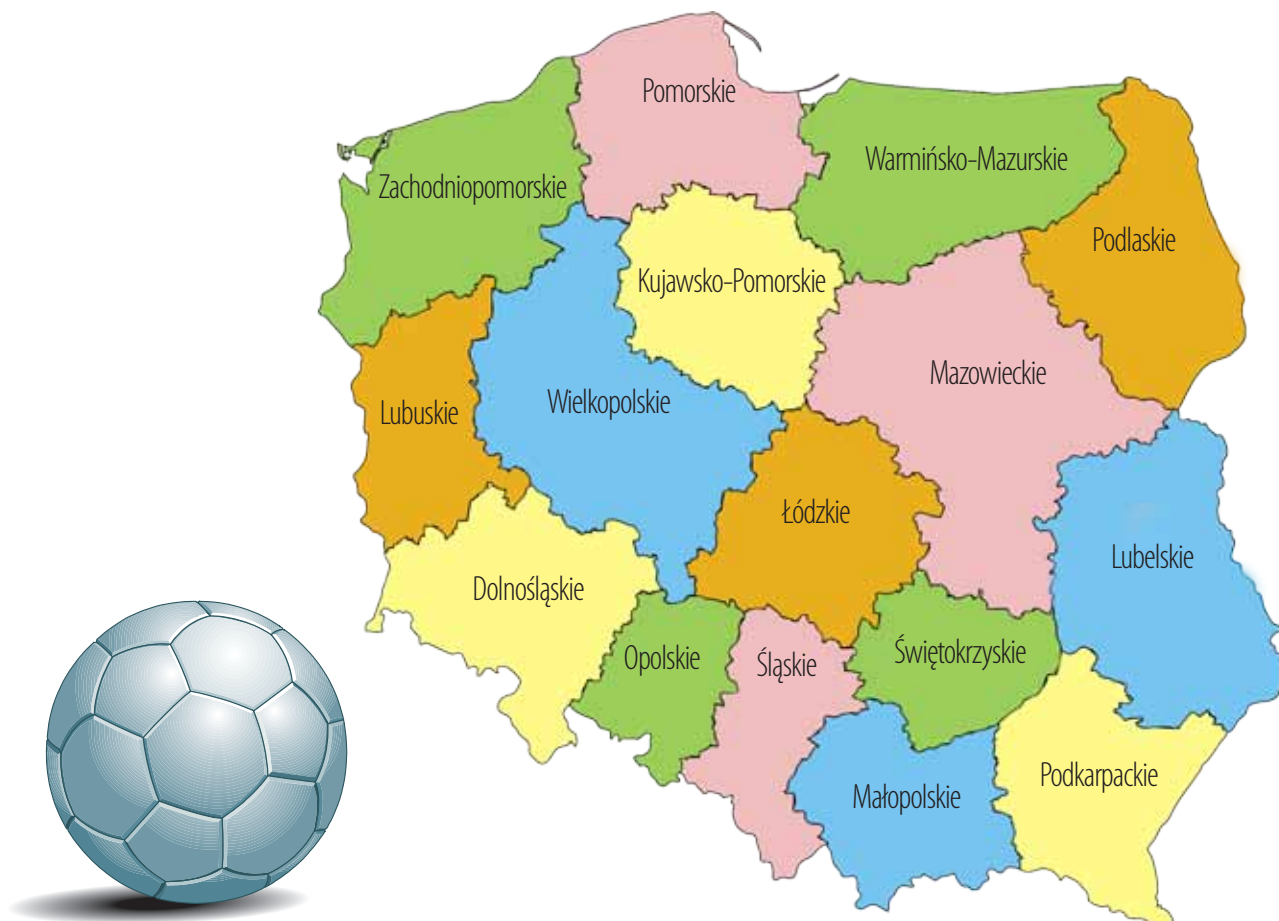 Pomorskie
Warmińsko-Mazurskie
Zachodniopomorskie
Podlaskie
Kujawsko-Pomorskie
Mazowieckie
Wielkopolskie
Lubuskie
Łódzkie
Lubelskie
Dolnośląskie
Opolskie
Śląskie
Świętokrzyskie
Podkarpackie
Małopolskie